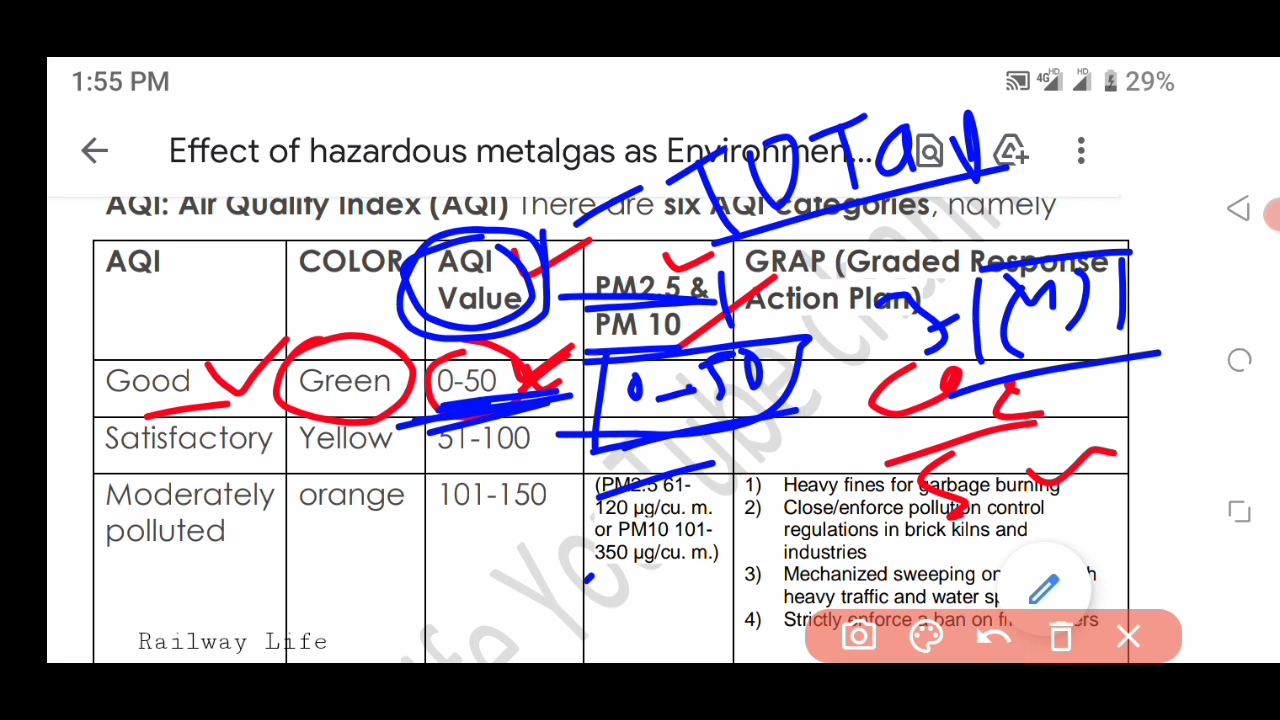 1:55 PM
4G HD HD 29%
Effect of hazardous metalgas as Environmen...
AQI: Air Quality Index (AQI) There are six AQI categories, namely
AQI COLOR AQI Value PM2.5 & PM 10 GRAP (Graded Response Action Plan)
Good Green 0-50 0-50
Satisfactory Yellow 51-100
Moderately polluted orange 101-150
(PM2.5 61-
120 µg/cu. m.
or PM10 101-
350 µg/cu. m.)
1) Heavy fines for garbage burning
2) Close/enforce pollution control
regulations in brick kilns and
industries
3) Mechanized sweeping on
heavy traffic and water
4) Strictly enforce a ban on
TOTal
YouTube
Railway Life